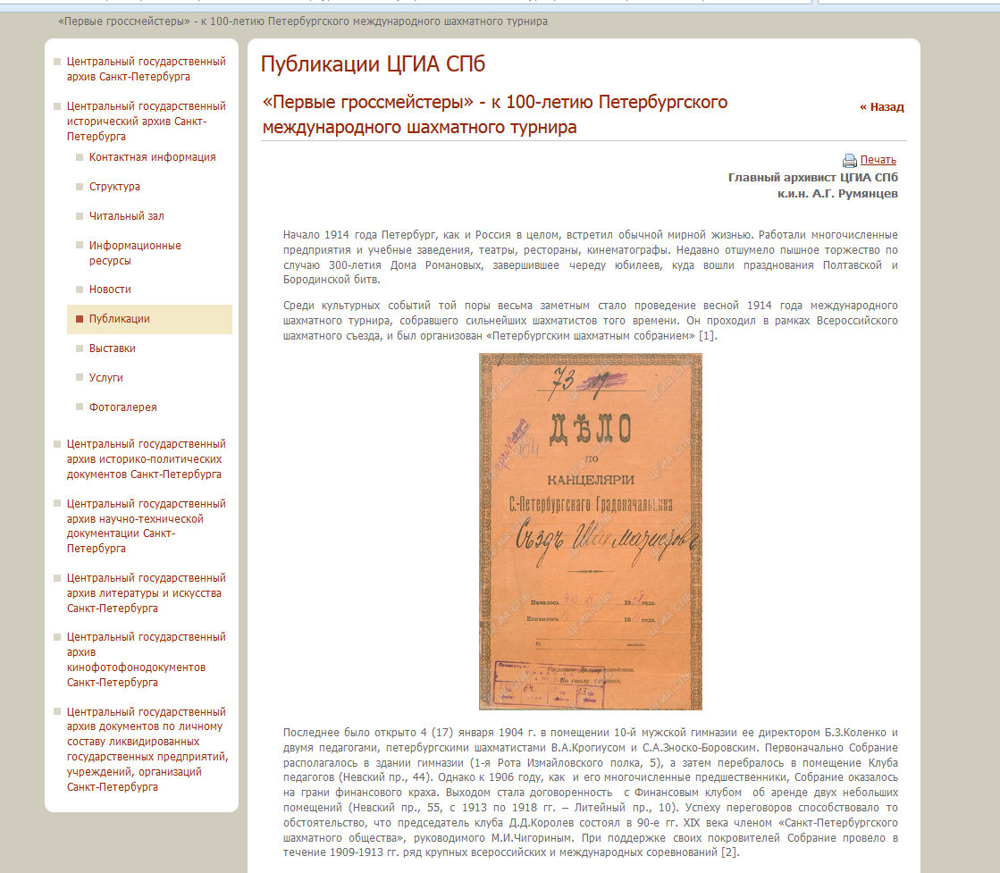 «Первые гроссмейстеры» - к 100-летию Петербургского международного шахматного турнира
Центральный государственный
архив Санкт-Петербурга
Центральный государственный
исторический архив Санкт-
Петербурга
Контактная информация
Структура
Читальный зал
Информационные
ресурсы
Новости
Публикации
Выставки
Услуги
Фотогалерея
Центральный государственный
архив историко-политических
документов Санкт-Петербурга
Центральный государственный
архив научно-технической
документации Санкт-
Петербурга
Центральный государственный
архив литературы и искусства
Санкт-Петербурга
Центральный государственный
архив
кинофотофонодокументов
Санкт-Петербурга
Центральный государственный
архив документов по личному
составу ликвидированных
государственных предприятий,
учреждений, организаций
Санкт-Петербурга
Публикации ЦГИА СПб
«Первые гроссмейстеры» - к 100-летию Петербургского
международного шахматного турнира
« Назад
Печать
Главный архивист ЦГИА СПб
к.и.н. А.Г. Румянцев
Начало 1914 года Петербург, как и Россия в целом, встретил обычной мирной жизнью. Работали многочисленные
предприятия и учебные заведения, театры, рестораны, кинематографы. Недавно отшумело пышное торжество по
случаю 300-летия Дома Романовых, завершившее череду юбилеев, куда вошли празднования Полтавской и
Бородинской битв.
Среди культурных событий той поры весьма заметным стало проведение весной 1914 года международного
шахматного турнира, собравшего сильнейших шахматистов того времени. Он проходил в рамках Всероссийского
шахматного съезда, и был организован «Петербургским шахматным собранием» [1].
73
ДѢЛО
ПО
КАНЦЕЛЯРІИ
С.-Петербургскаго Градоначальника
Съездъ Шахматистовъ
Началось 19 года.
Кончилось 19 года.
По столу Собранія,
64
13
Последнее было открыто 4 (17) января 1904 г. в помещении 10-й мужской гимназии ее директором Б.З.Коленко и
двумя педагогами, петербургскими шахматистами В.А.Крогиусом и С.А.Зноско-Боровским. Первоначально Собрание
располагалось в здании гимназии (1-я Рота Измайловского полка, 5), а затем перебралось в помещение Клуба
педагогов (Невский пр., 44). Однако к 1906 году, как и его многочисленные предшественники, Собрание оказалось
на грани финансового краха. Выходом стала договоренность с Финансовым клубом об аренде двух небольших
помещений (Невский пр., 55, с 1913 по 1918 гг. – Литейный пр., 10). Успеху переговоров способствовало то
обстоятельство, что председатель клуба Д.Д.Королев состоял в 90-е гг. XIX века членом «Санкт-Петербургского
шахматного общества», руководимого М.И.Чигориным. При поддержке своих покровителей Собрание провело в
течение 1909-1913 гг. ряд крупных всероссийских и международных соревнований [2].